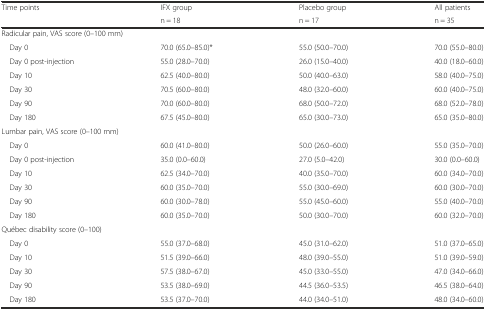 Time points IFX group Placebo group All patients
n = 18 n = 17 n = 35
Radicular pain, VAS score (0–100 mm)
Day 0 70.0 (65.0–85.0)* 55.0 (50.0–70.0) 70.0 (55.0–80.0)
Day 0 post-injection 55.0 (28.0–70.0) 26.0 (15.0–40.0) 40.0 (18.0–60.0)
Day 10 62.5 (40.0–80.0) 50.0 (40.0–63.0) 58.0 (40.0–75.0)
Day 30 70.5 (60.0–80.0) 48.0 (32.0–60.0) 60.0 (40.0–75.0)
Day 90 70.0 (60.0–80.0) 68.0 (50.0–72.0) 68.0 (52.0–78.0)
Day 180 67.5 (45.0–80.0) 65.0 (30.0–73.0) 65.0 (35.0–80.0)
Lumbar pain, VAS score (0–100 mm)
Day 0 60.0 (41.0–80.0) 50.0 (26.0–60.0) 55.0 (35.0–70.0)
Day 0 post-injection 35.0 (0.0–60.0) 27.0 (5.0–42.0) 30.0 (0.0–60.0)
Day 10 62.5 (34.0–70.0) 40.0 (35.0–70.0) 60.0 (34.0–70.0)
Day 30 60.0 (35.0–70.0) 55.0 (30.0–69.0) 60.0 (30.0–70.0)
Day 90 60.0 (30.0–78.0) 55.0 (45.0–60.0) 55.0 (40.0–70.0)
Day 180 60.0 (35.0–70.0) 50.0 (30.0–70.0) 60.0 (32.0–70.0)
Québec disability score (0–100)
Day 0 55.0 (37.0–68.0) 45.0 (31.0–62.0) 51.0 (37.0–65.0)
Day 10 51.5 (39.0–66.0) 48.0 (39.0–55.0) 51.0 (39.0–59.0)
Day 30 57.5 (38.0–67.0) 45.0 (33.0–55.0) 47.0 (34.0–66.0)
Day 90 53.5 (38.0–69.0) 44.5 (36.0–53.5) 46.5 (38.0–64.0)
Day 180 53.5 (37.0–70.0) 44.0 (34.0–51.0) 48.0 (34.0–60.0)